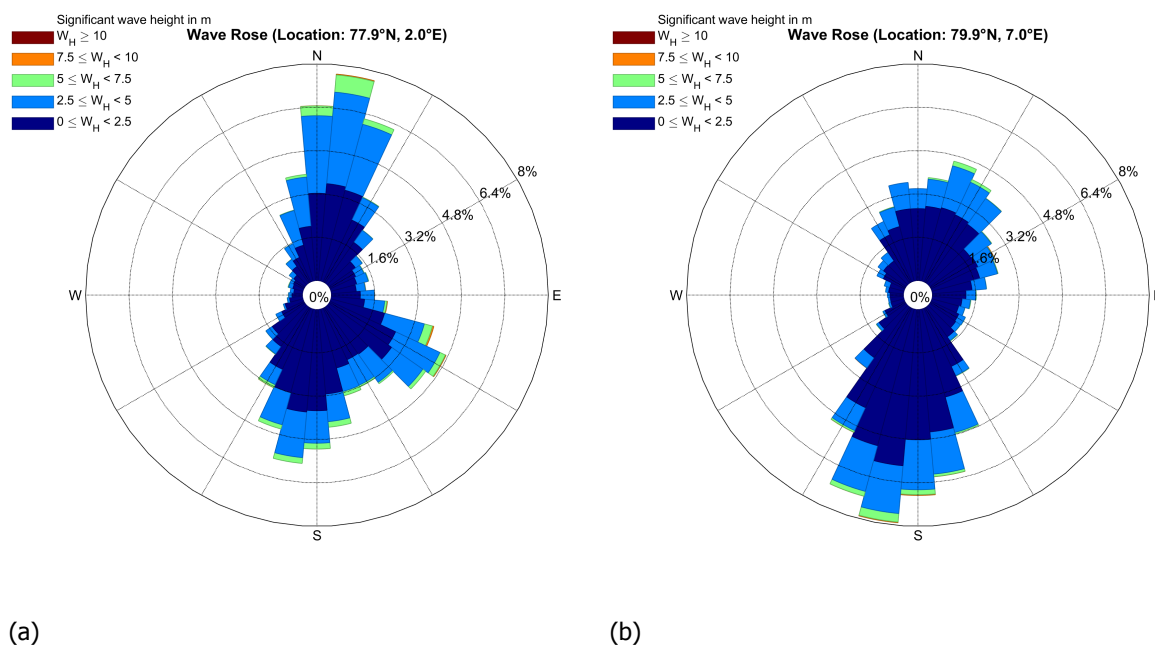 Significant wave height in m
Wave Rose (Location: 77.9°N, 2.0°E)
W_H ≥ 10
7.5 ≤ W_H < 10
5 ≤ W_H < 7.5
2.5 ≤ W_H < 5
0 ≤ W_H < 2.5
N
8%
6.4%
4.8%
3.2%
1.6%
0%
W
E
S
(a)
Significant wave height in m
Wave Rose (Location: 79.9°N, 7.0°E)
W_H ≥ 10
7.5 ≤ W_H < 10
5 ≤ W_H < 7.5
2.5 ≤ W_H < 5
0 ≤ W_H < 2.5
N
8%
6.4%
4.8%
3.2%
1.6%
0%
W
S
(b)